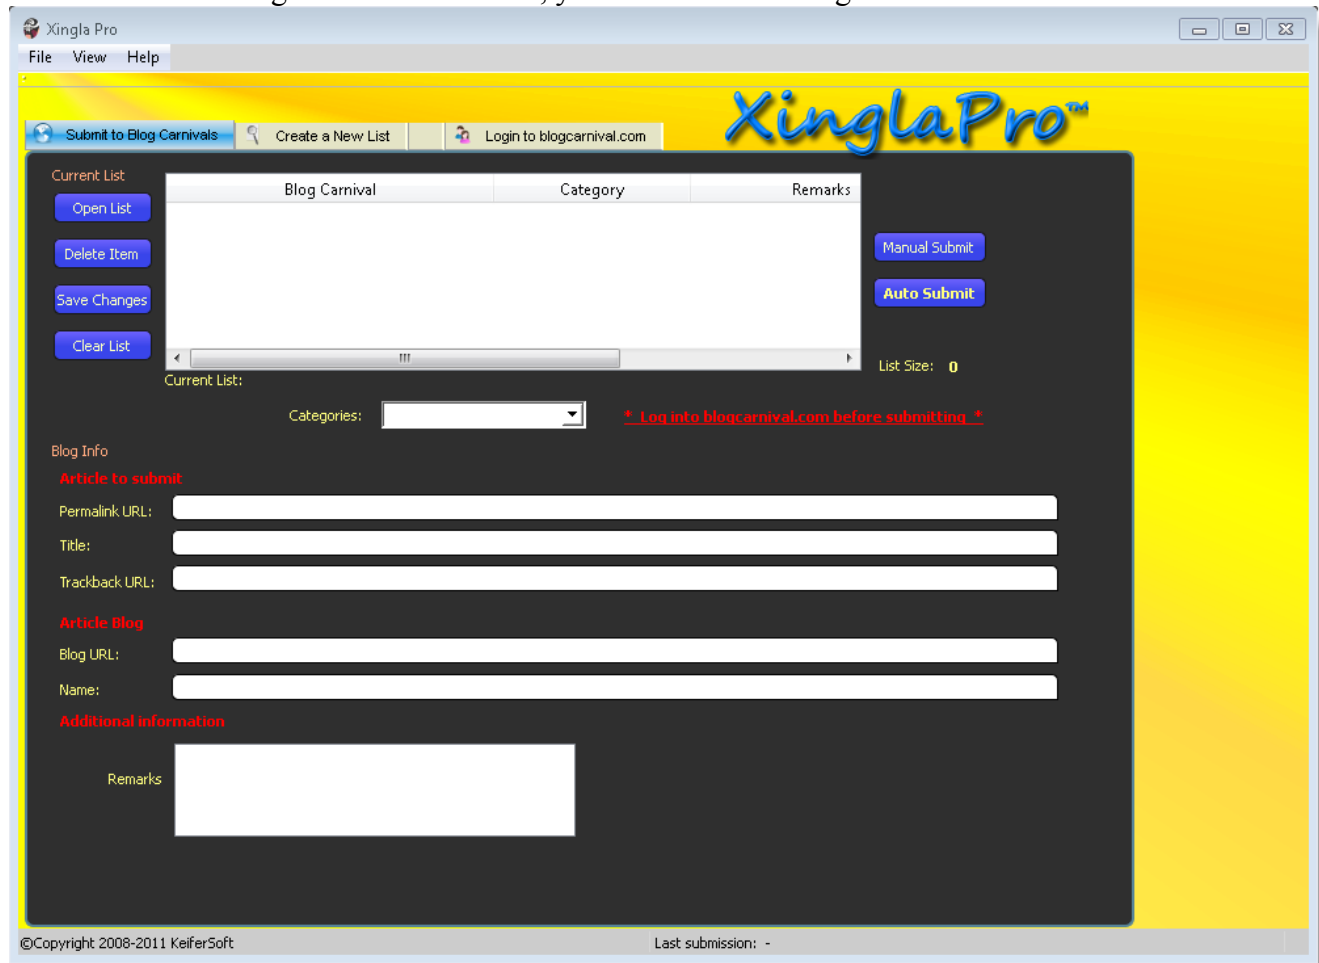 Xingla Pro
File View Help
XinglaPro™
Submit to Blog Carnivals Create a New List Login to blogcarnival.com
Current List
Blog Carnival Category Remarks
Open List
Delete Item
Manual Submit
Save Changes
Auto Submit
Clear List
List Size: 0
Current List:
Categories: * Log into blogcarnival.com before submitting *
Blog Info
Article to submit
Permalink URL:
Title:
Trackback URL:
Article Blog
Blog URL:
Name:
Additional information
Remarks
©Copyright 2008-2011 KeiferSoft Last submission: -